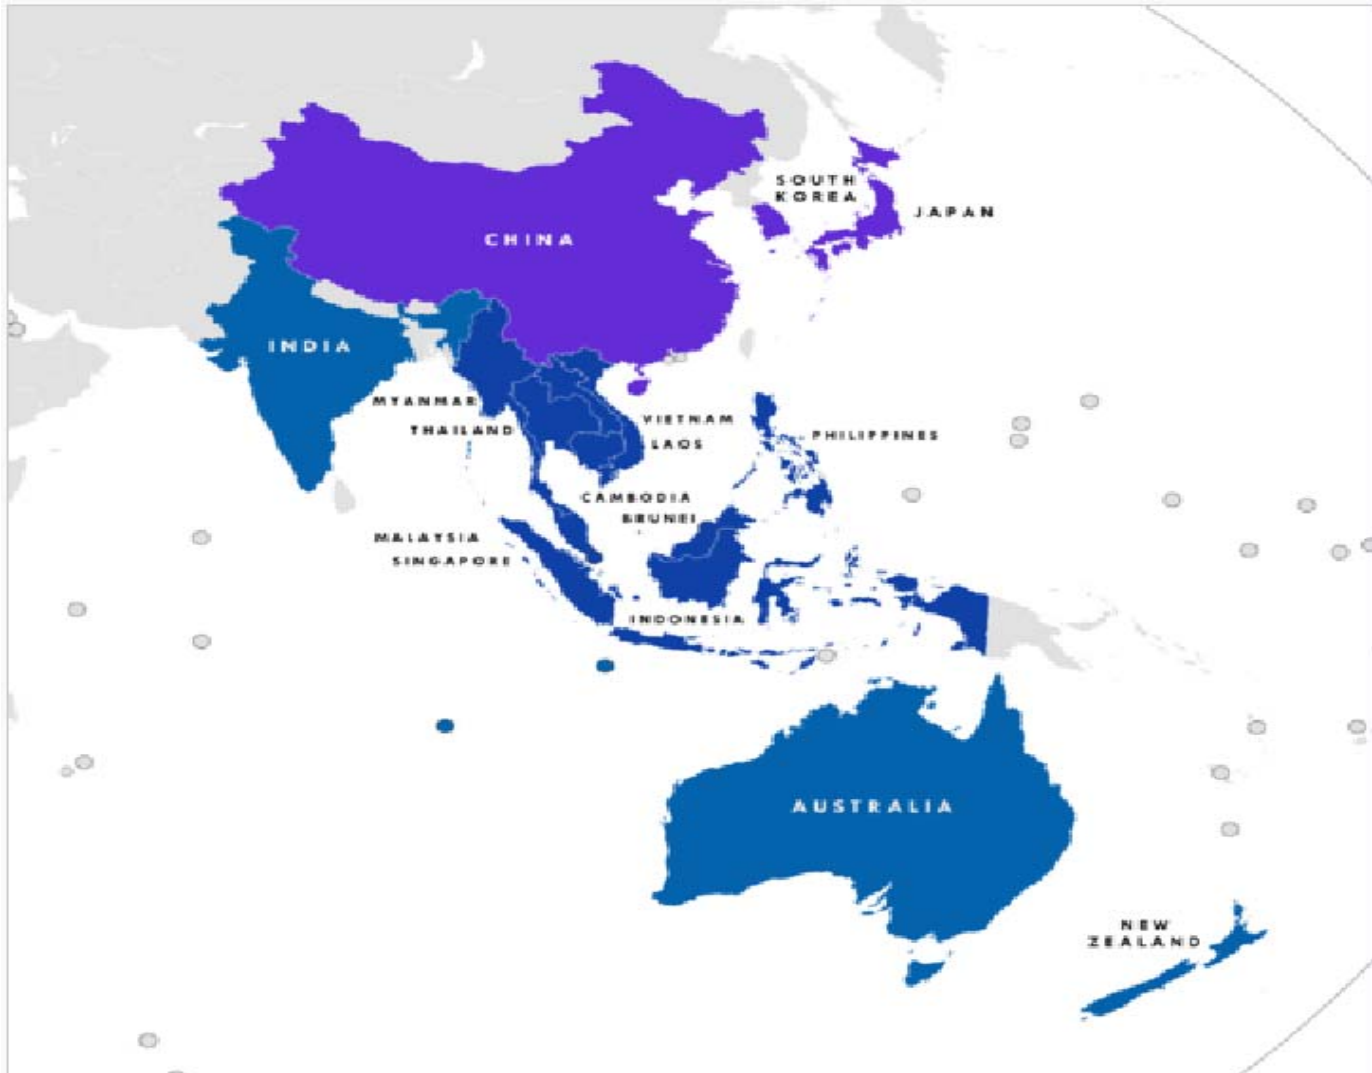 SOUTH
KOREA
JAPAN
CHINA
INDIA
MYANMAR
VIETNAM
THAILAND
PHILIPPINES
LAOS
CAMBODIA
BRUNEI
MALAYSIA
SINGAPORE
INDONESIA
AUSTRALIA
NEW
ZEALAND